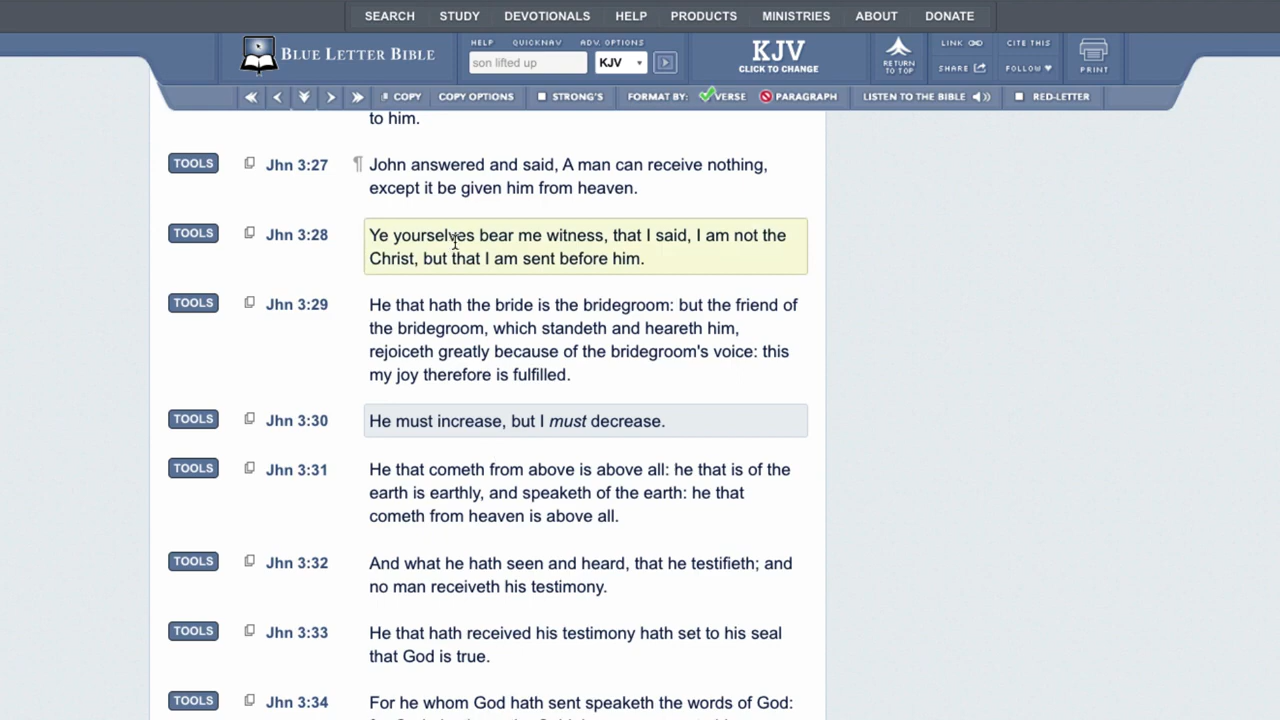 SEARCH STUDY DEVOTIONALS HELP PRODUCTS MINISTRIES ABOUT DONATE
BLUE LETTER BIBLE
HELP QUICKNAV ADV. OPTIONS
son lifted up KJV
KJV
CLICK TO CHANGE
RETURN
TO TOP
LINK CITE THIS
SHARE FOLLOW
PRINT
COPY COPY OPTIONS STRONG'S FORMAT BY: VERSE PARAGRAPH LISTEN TO THE BIBLE RED-LETTER
to him.
TOOLS Jhn 3:27 ¶ John answered and said, A man can receive nothing,
except it be given him from heaven.
TOOLS Jhn 3:28 Ye yourselves bear me witness, that I said, I am not the
Christ, but that I am sent before him.
TOOLS Jhn 3:29 He that hath the bride is the bridegroom: but the friend of
the bridegroom, which standeth and heareth him,
rejoiceth greatly because of the bridegroom's voice: this
my joy therefore is fulfilled.
TOOLS Jhn 3:30 He must increase, but I must decrease.
TOOLS Jhn 3:31 He that cometh from above is above all: he that is of the
earth is earthly, and speaketh of the earth: he that
cometh from heaven is above all.
TOOLS Jhn 3:32 And what he hath seen and heard, that he testifieth; and
no man receiveth his testimony.
TOOLS Jhn 3:33 He that hath received his testimony hath set to his seal
that God is true.
TOOLS Jhn 3:34 For he whom God hath sent speaketh the words of God: